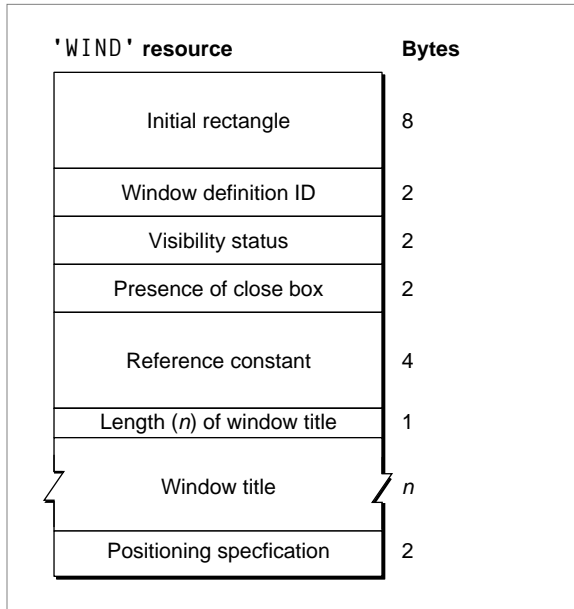 'WIND' resource Bytes
Initial rectangle 8
Window definition ID 2
Visibility status 2
Presence of close box 2
Reference constant 4
Length (n) of window title 1
Window title n
Positioning specfication 2